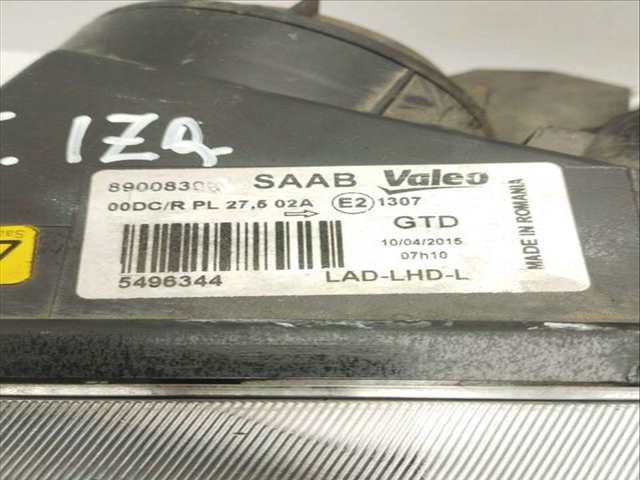 IZQ
SAAB Valeo
00DC/R PL 27,5 02A E2 1307
GTD
10/04/2015
07h10
5496344 LAD-LHD-L
MADE IN ROMANIA